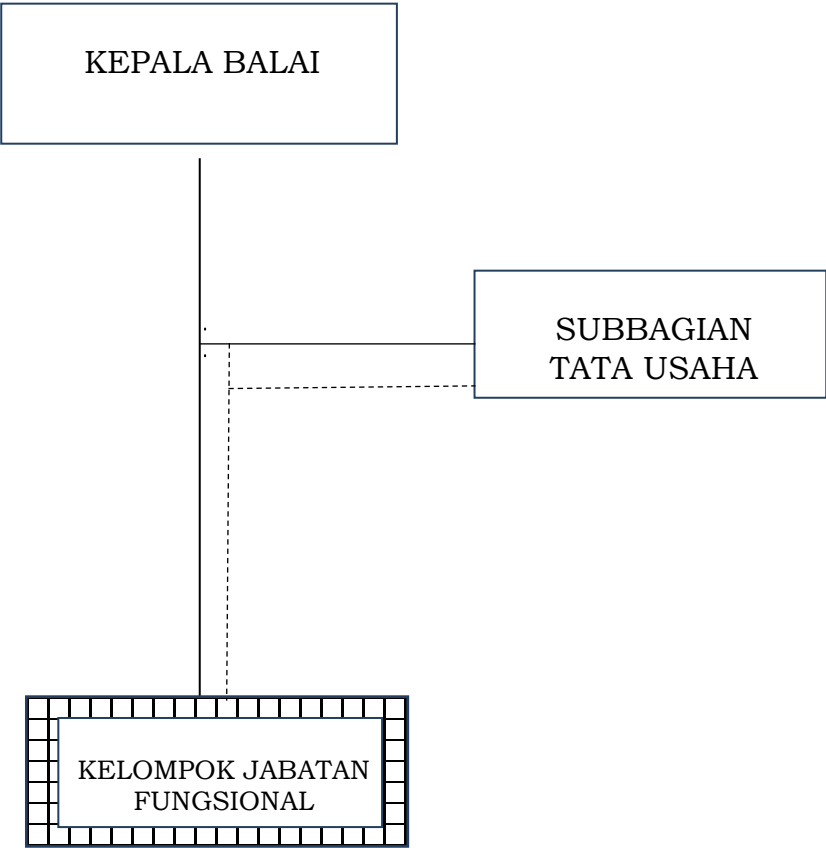 KEPALA BALAI
SUBBAGIAN
TATA USAHA
KELOMPOK JABATAN
FUNGSIONAL